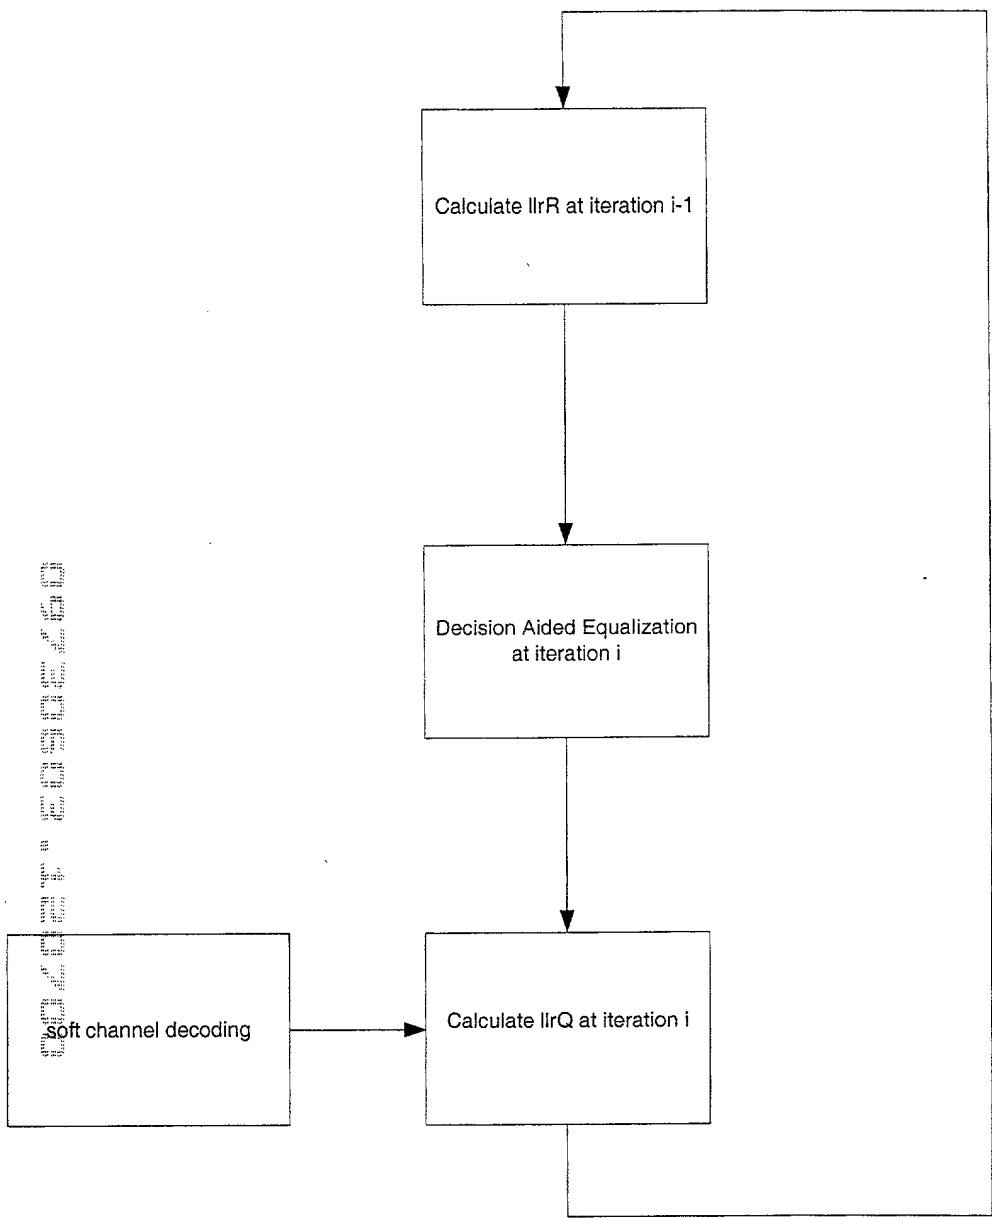 Calculate llrR at iteration i-1
Decision Aided Equalization
at iteration i
soft channel decoding
Calculate llrQ at iteration i